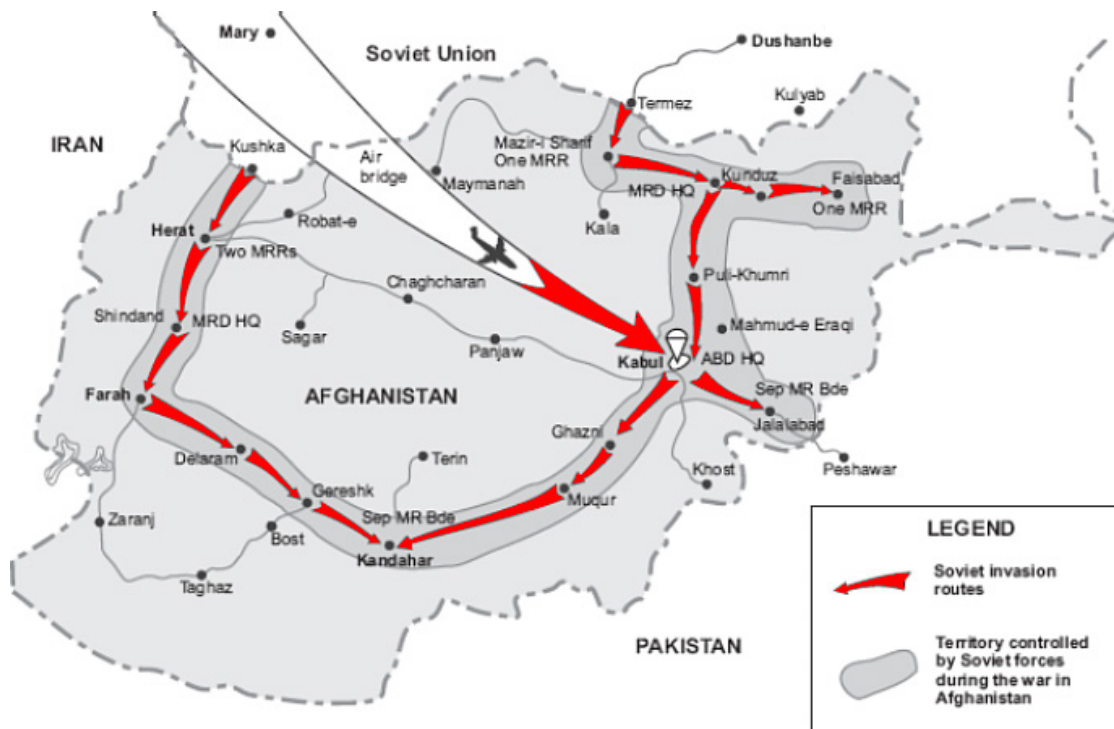 Mary
Soviet Union
Dushanbe
Termez
Kulyab
IRAN
Kushka
Air
bridge
Mazir-i Sharif
One MRR
Maymanah
MRD HQ
Kunduz
Faisabad
One MRR
Robat-e
Kala
Herat
Two MRRs
Chaghcharan
Puli-Khumri
Shindand
MRD HQ
Sagar
Panjaw
Mahmud-e Eraqi
Kabul
ABD HQ
Farah
AFGHANISTAN
Sep MR Bde
Jalalabad
Ghazni
Delaram
Terin
Khost
Peshawar
Gereshk
Muqur
Zaranj
Sep MR Bde
Bost
Kandahar
Taghaz
PAKISTAN
LEGEND
Soviet invasion
routes
Territory controlled
by Soviet forces
during the war in
Afghanistan